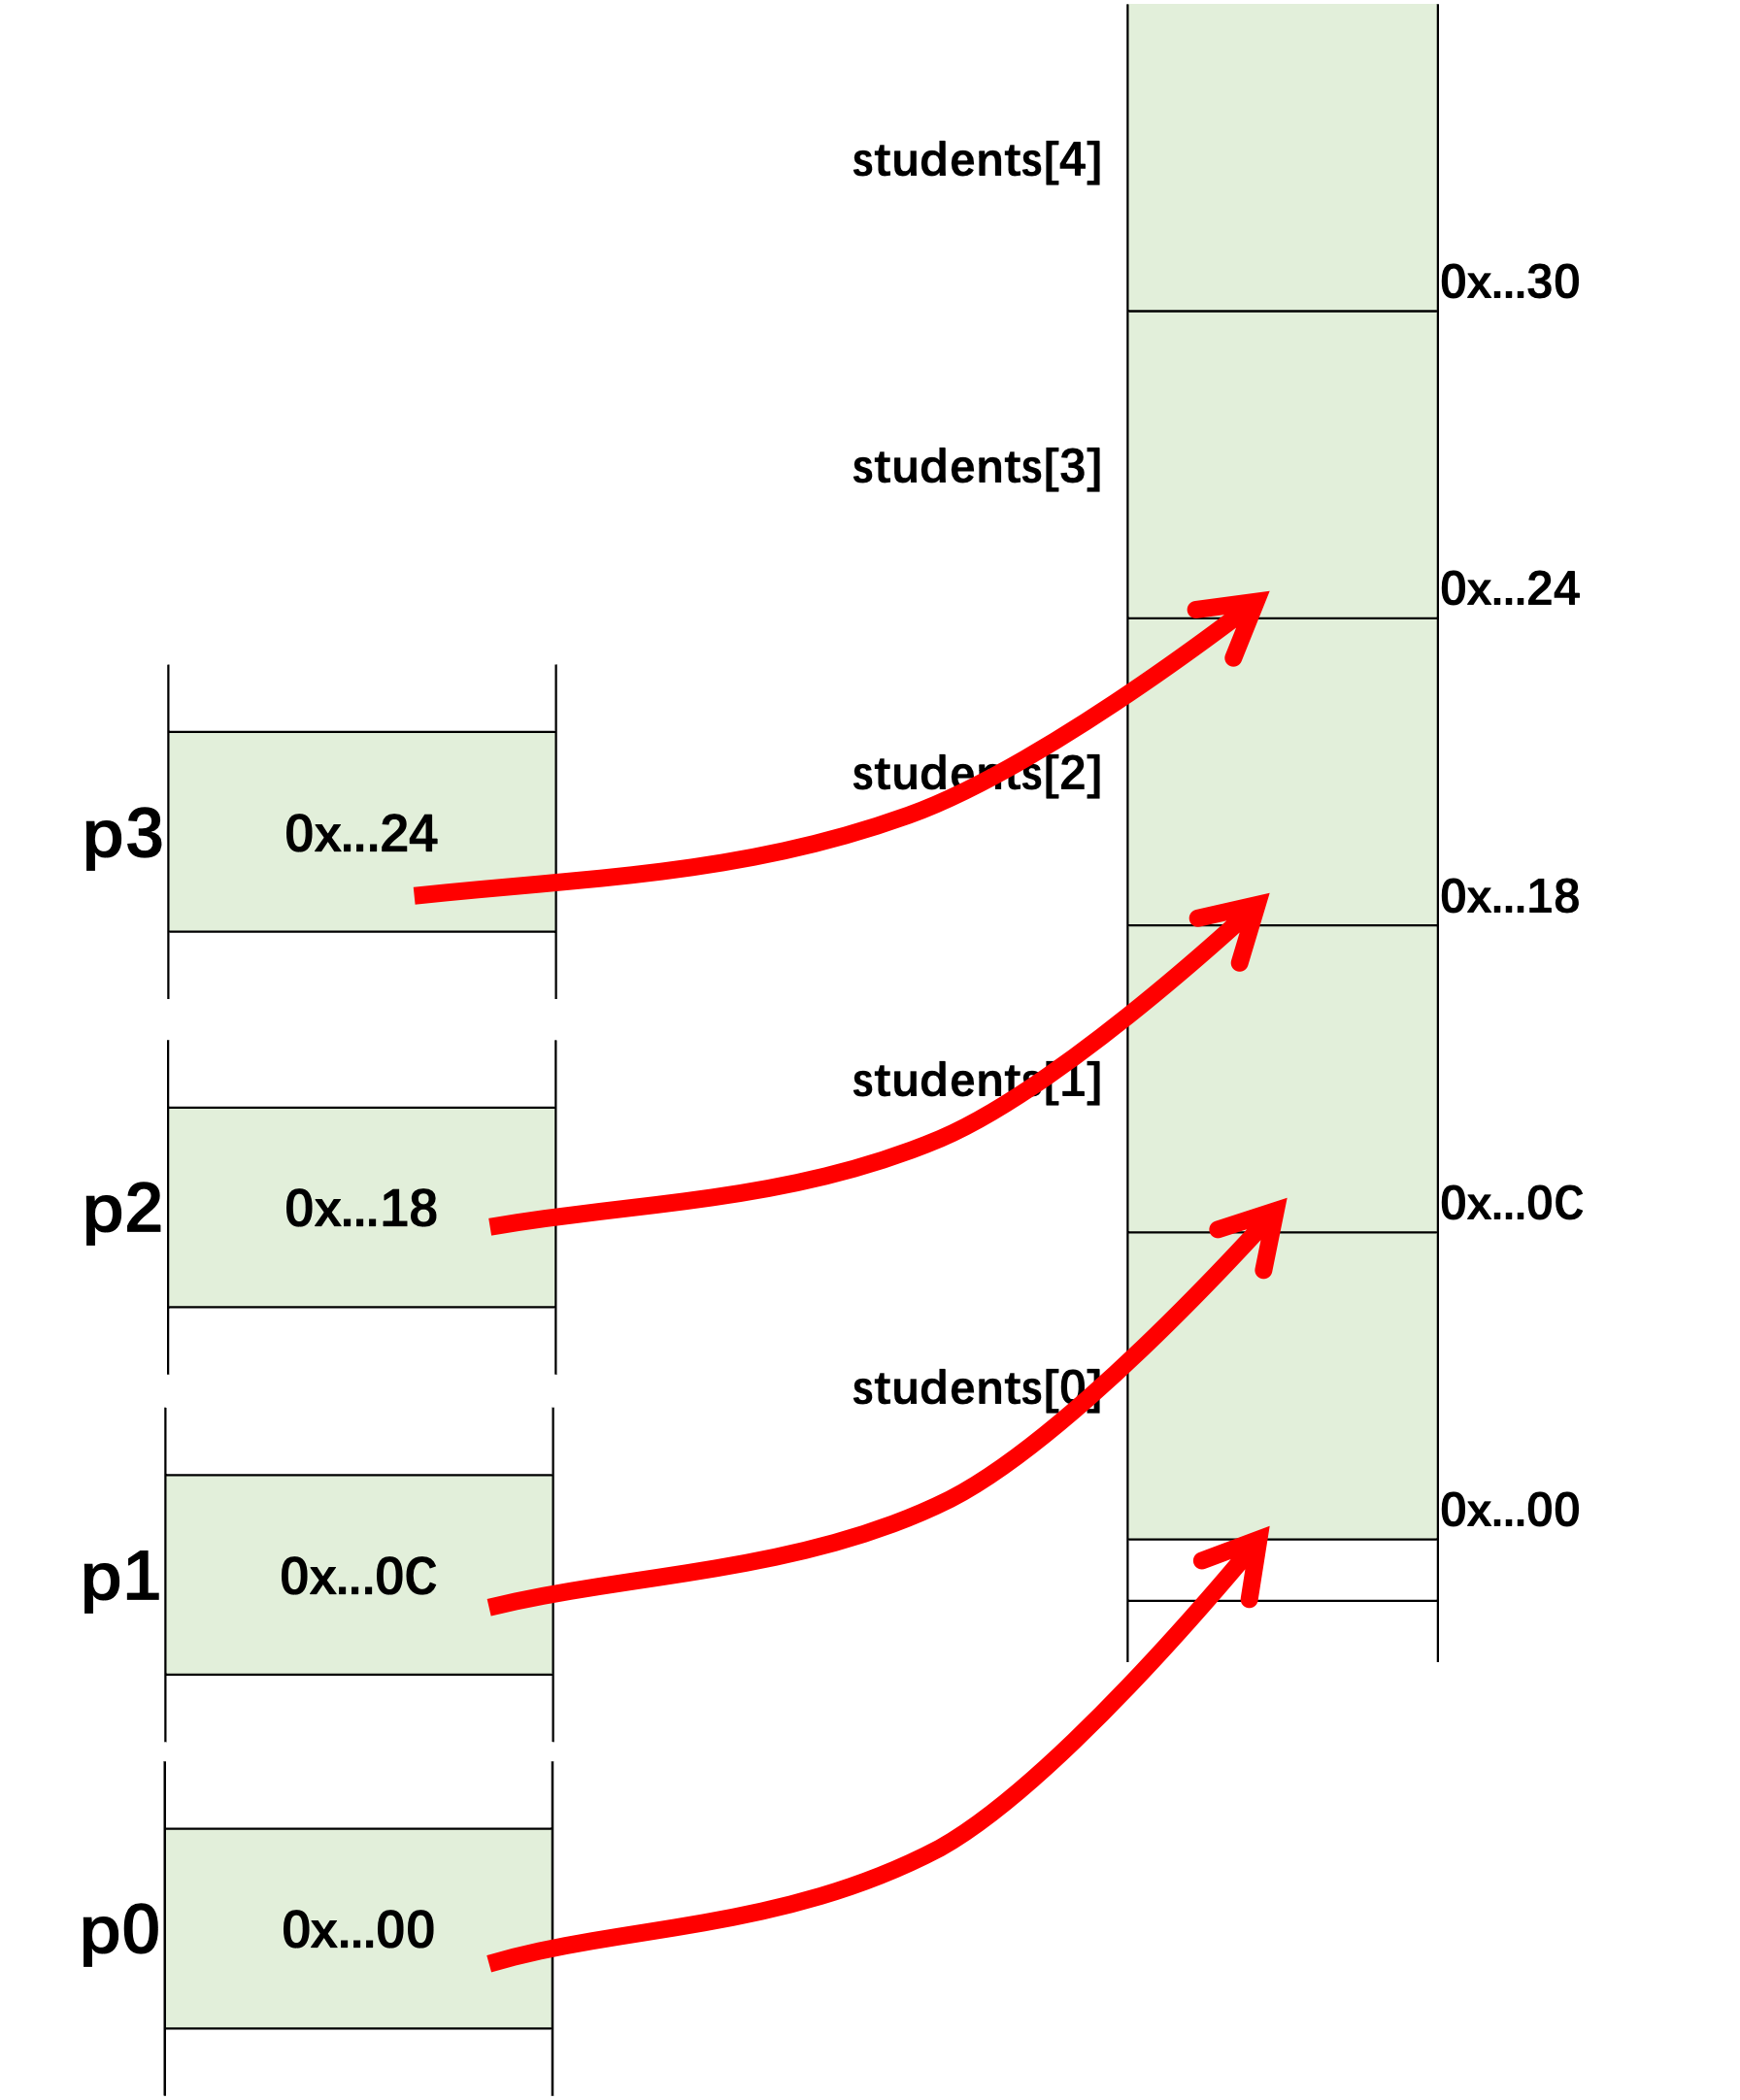 students[4]
0x...30
students[3]
0x...24
students[2]
p3
0x...24
0x...18
students[1]
p2
0x...18
0x...0C
students[0]
0x...00
p1
0x...0C
p0
0x...00